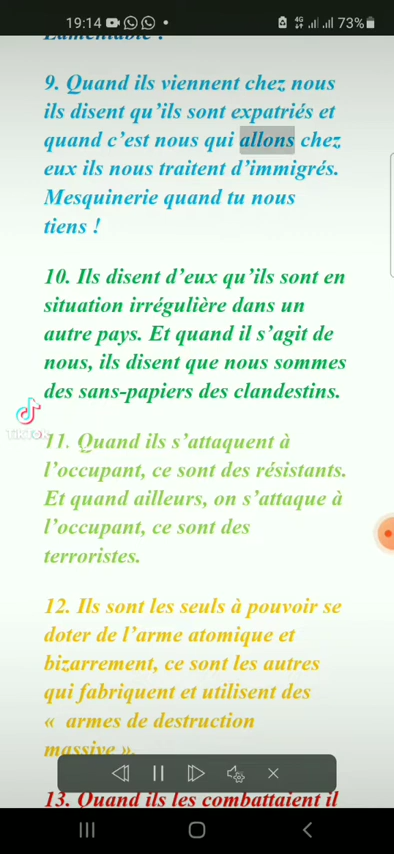 19:14
4G
73%
Lamentable !
9. Quand ils viennent chez nous
ils disent qu'ils sont expatriés et
quand c'est nous qui allons chez
eux ils nous traitent d'immigrés.
Mesquinerie quand tu nous
tiens !
10. Ils disent d'eux qu'ils sont en
situation irrégulière dans un
autre pays. Et quand il s'agit de
nous, ils disent que nous sommes
des sans-papiers des clandestins.
TikTok
11. Quand ils s'attaquent à
l'occupant, ce sont des résistants.
Et quand ailleurs, on s'attaque à
l'occupant, ce sont des
terroristes.
12. Ils sont les seuls à pouvoir se
doter de l'arme atomique et
bizarrement, ce sont les autres
qui fabriquent et utilisent des
« armes de destruction
massive ».
13. Quand ils les combattaient il